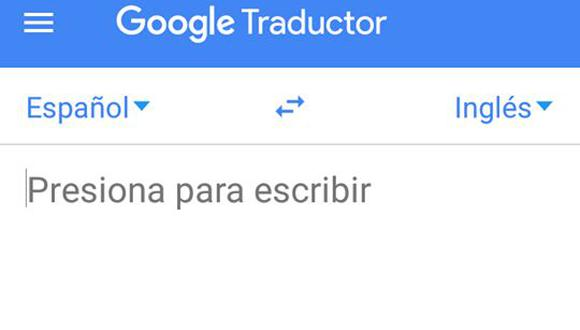 Google Traductor
Español Inglés
Presiona para escribir